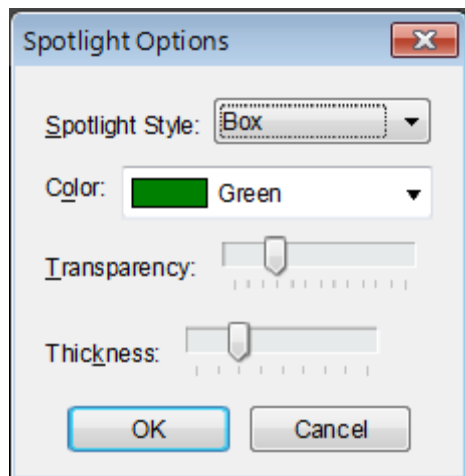 Spotlight Options
Spotlight Style: Box
Color: Green
Transparency:
Thickness:
OK Cancel